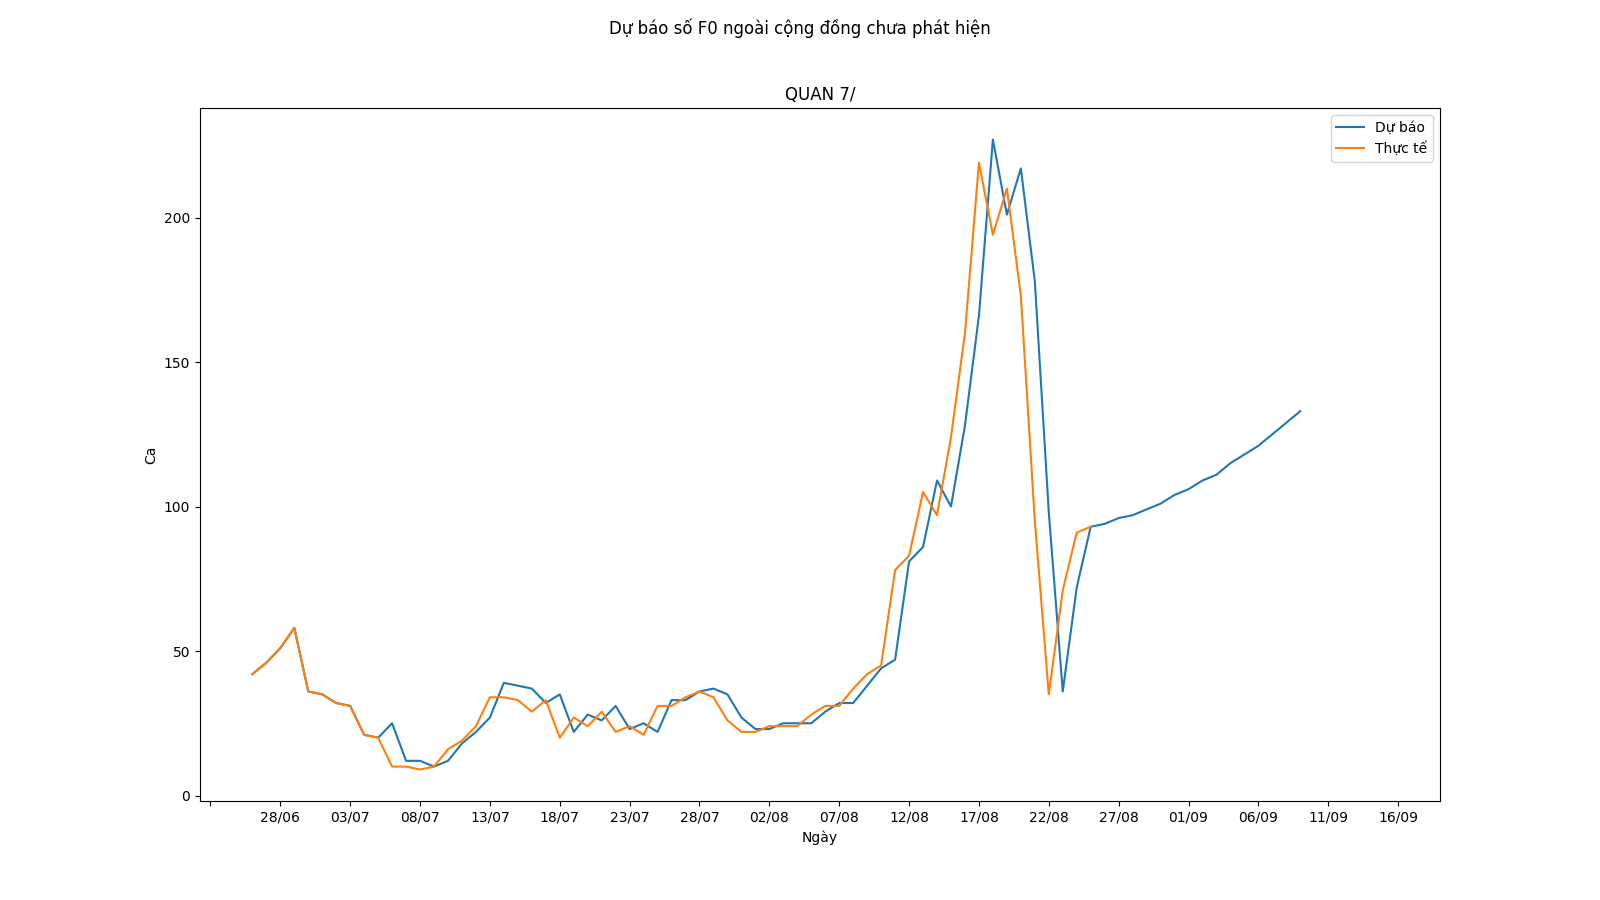 Dự báo số F0 ngoài cộng đồng chưa phát hiện
QUAN 7/
Dự báo
Thực tế
200
150
100
50
0
Ca
28/06 03/07 08/07 13/07 18/07 23/07 28/07 02/08 07/08 12/08 17/08 22/08 27/08 01/09 06/09 11/09 16/09
Ngày